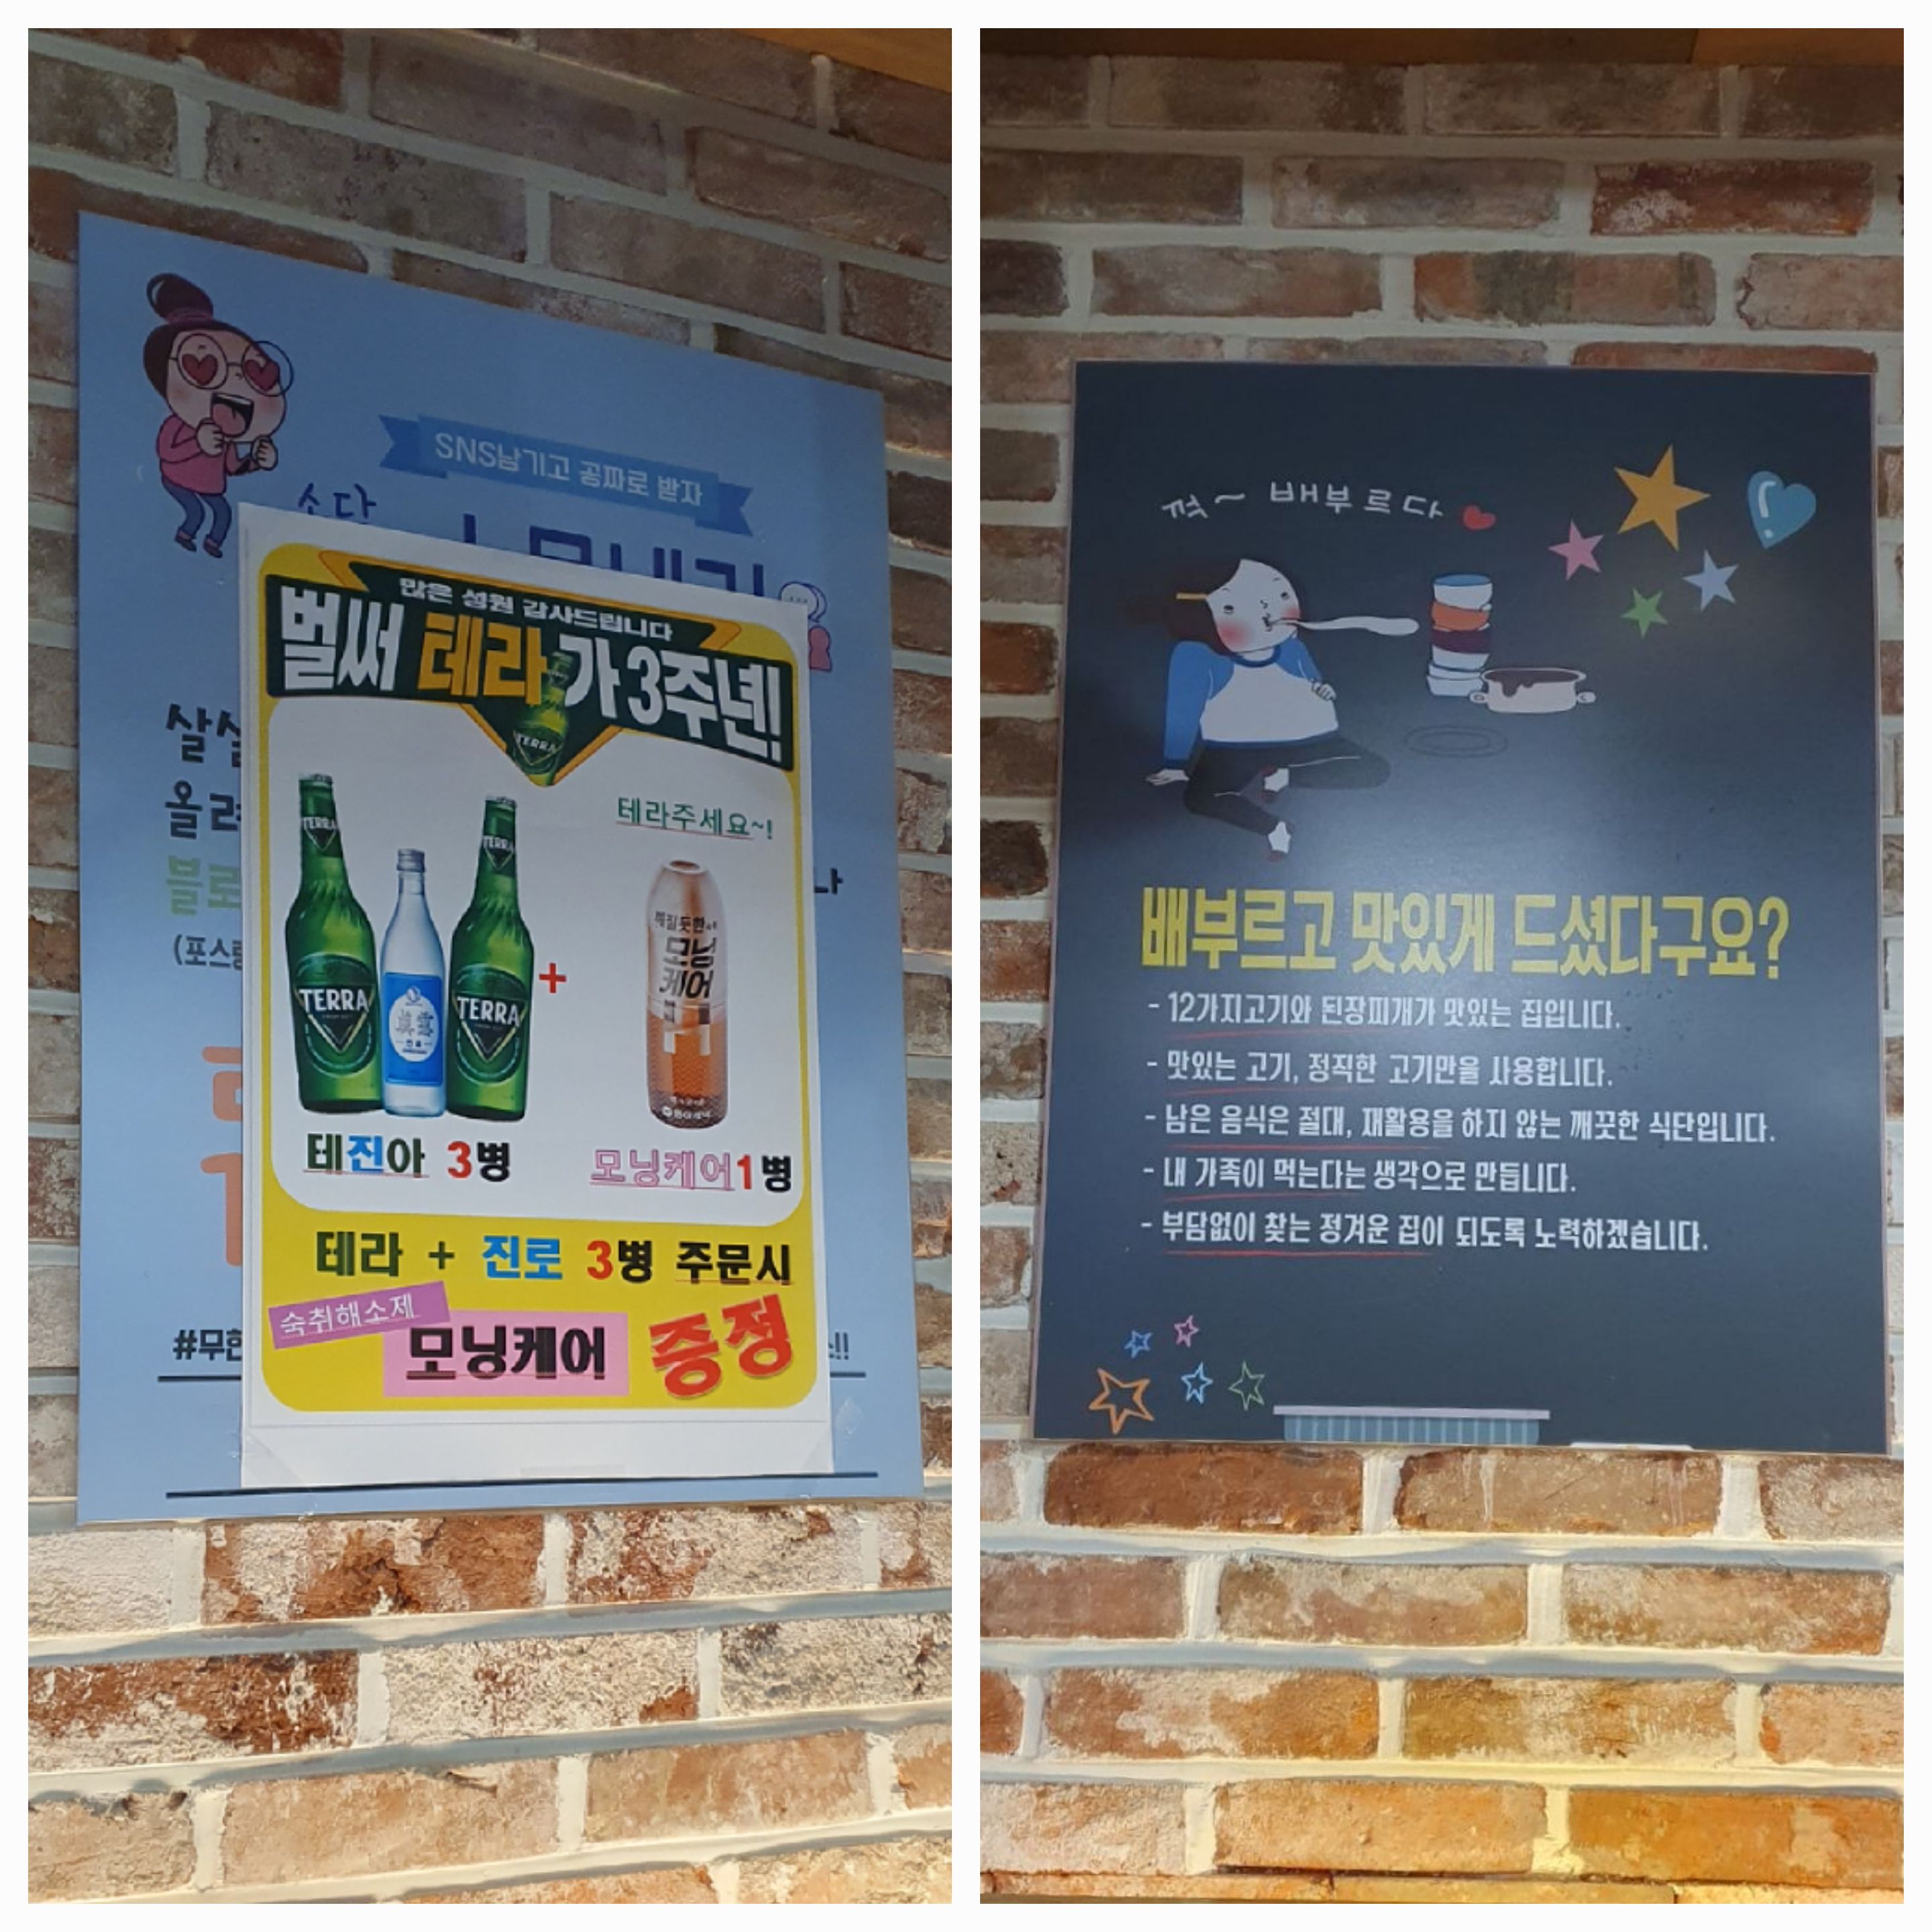 SNS남기고 공짜로 받자
소담
많은 성원 감사드립니다
벌써 테라가 3주년!
TERRA
테라주세요~!
TERRA
TERRA
TERRA
眞露
TERRA
모닝
케어
테진아 3병
모닝케어1병
테라 + 진로 3병 주문시
숙취해소제
모닝케어 증정
꺽~ 배부르다
배부르고 맛있게 드셨다구요?
- 12가지고기와 된장찌개가 맛있는 집입니다.
- 맛있는 고기, 정직한 고기만을 사용합니다.
- 남은 음식은 절대, 재활용을 하지 않는 깨끗한 식단입니다.
- 내 가족이 먹는다는 생각으로 만듭니다.
- 부담없이 찾는 정겨운 집이 되도록 노력하겠습니다.